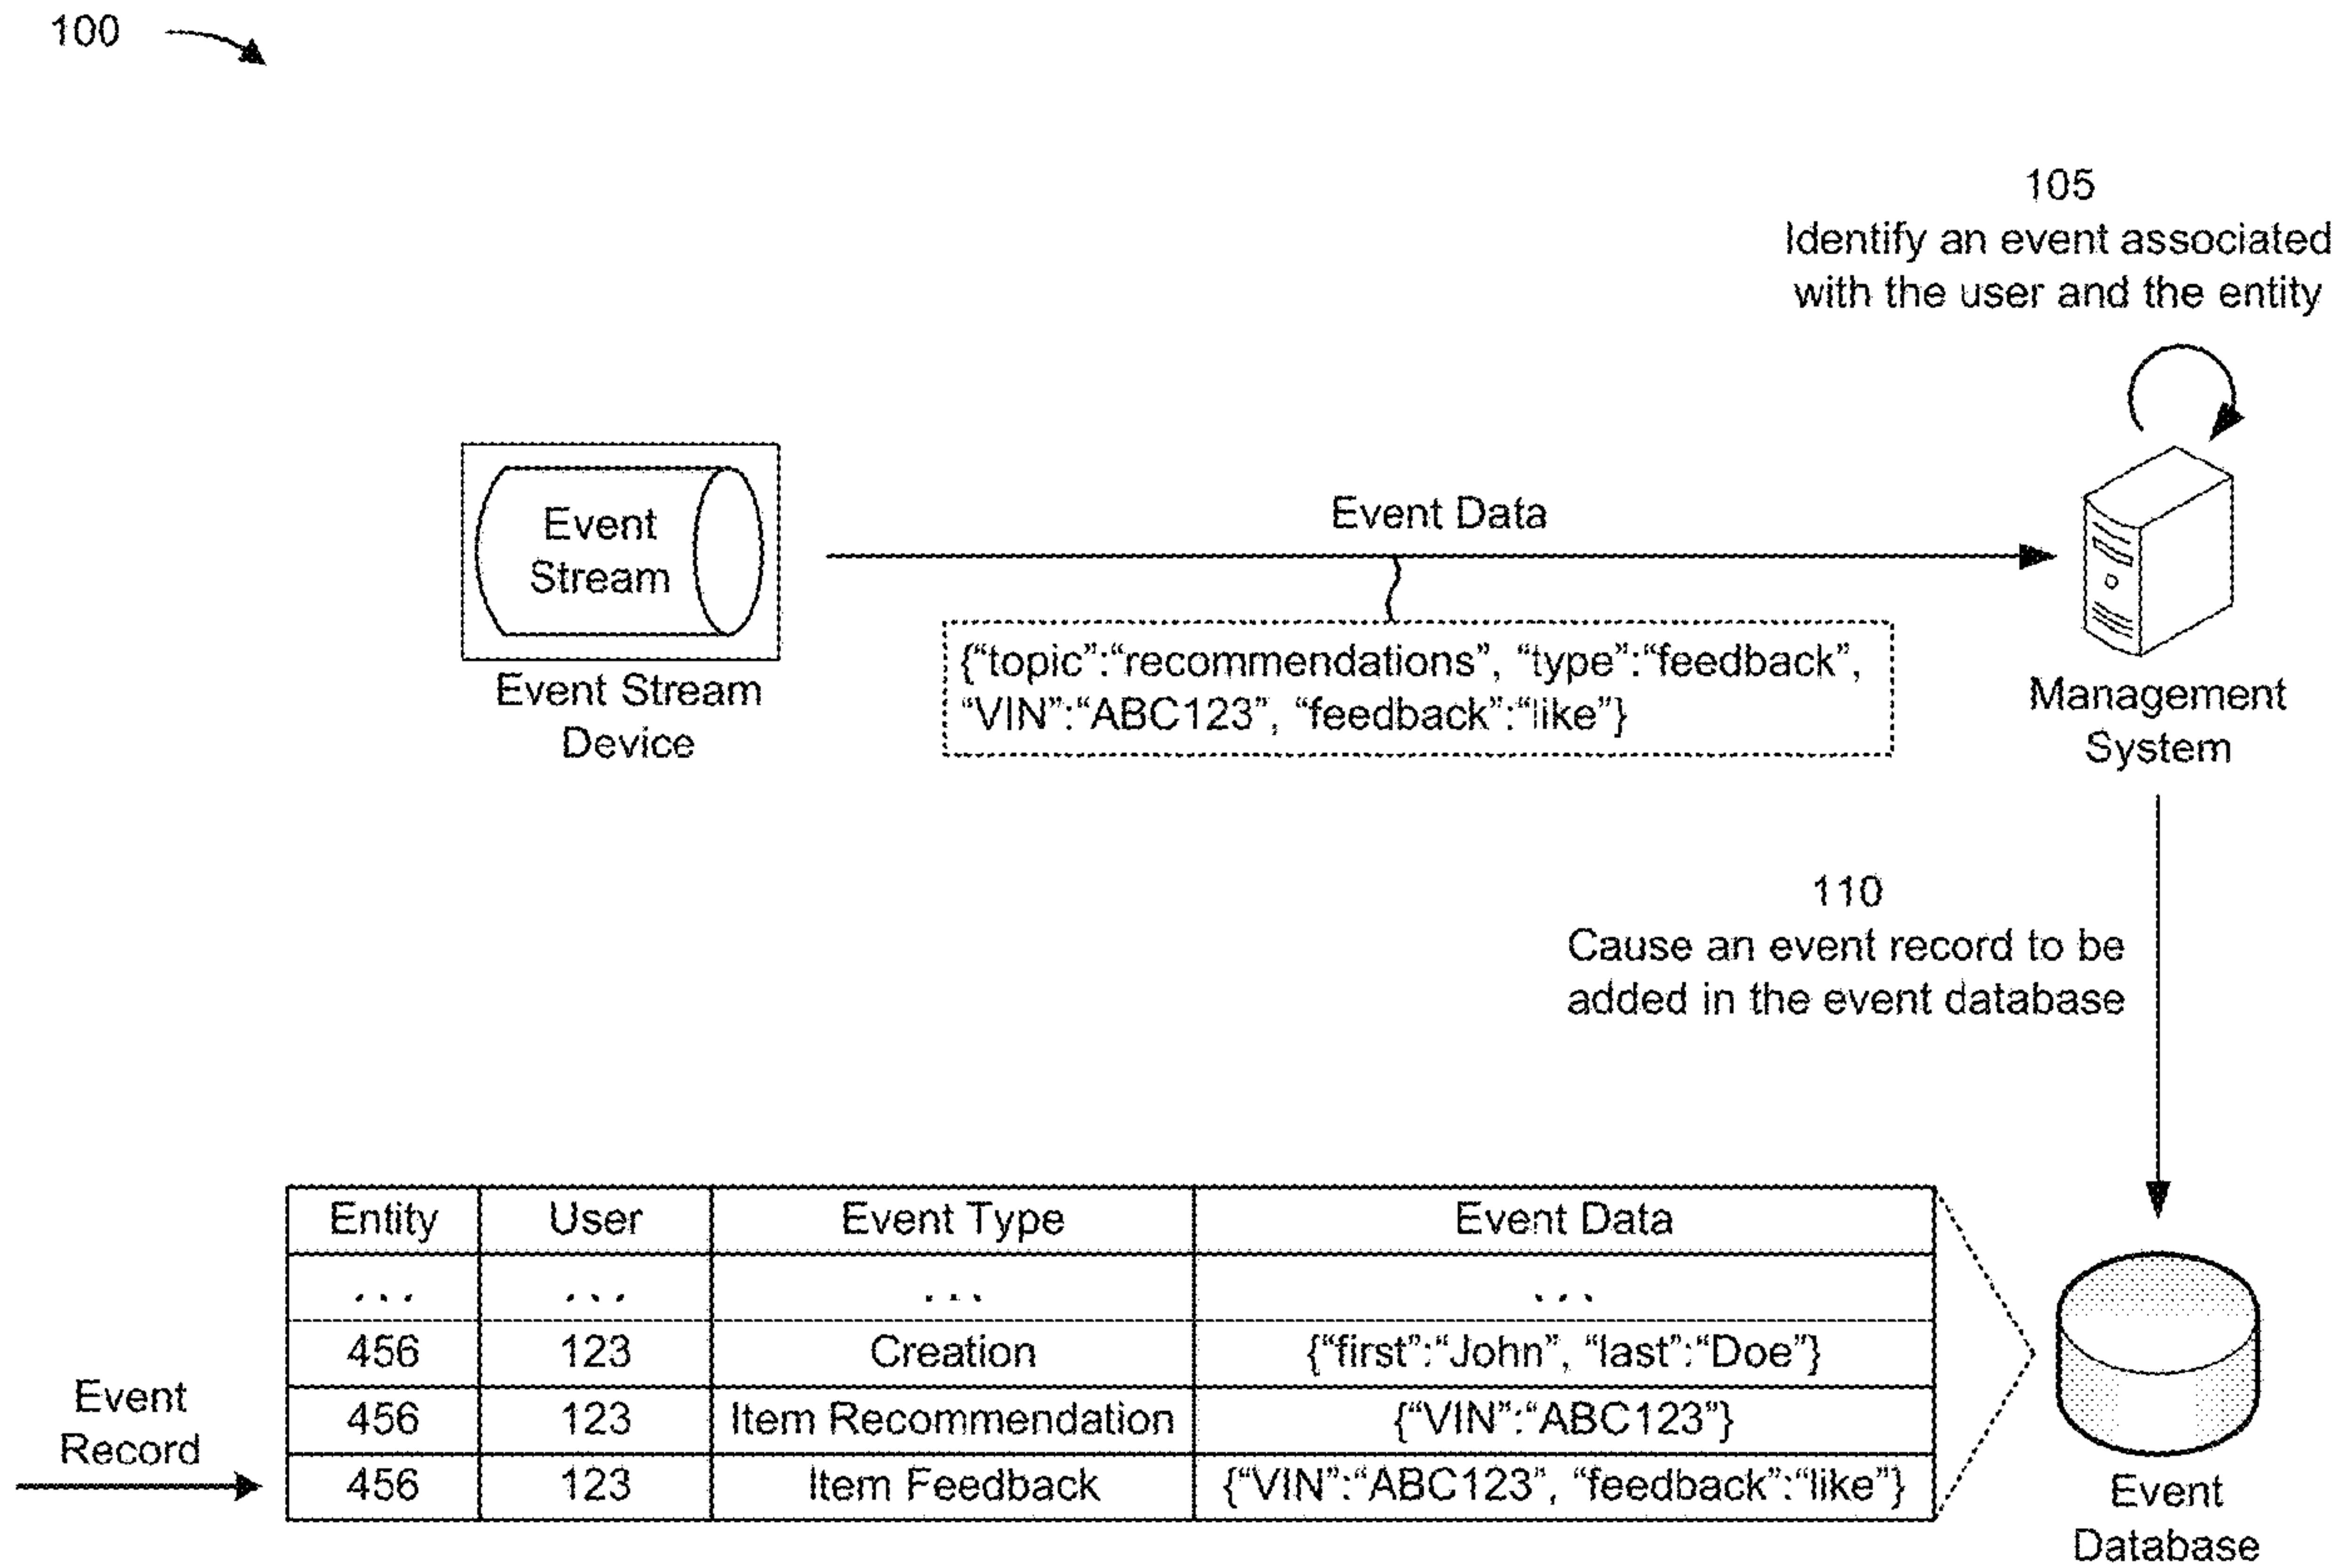 100
105
Identify an event associated
with the user and the entity
Event
Stream
Event Stream
Device
Event Data
{“topic”:“recommendations”, “type”:“feedback”,
“VIN”:“ABC123”, “feedback”:“like”}
Management
System
110
Cause an event record to be
added in the event database
Entity User Event Type Event Data
... ... ... ...
456 123 Creation {“first”:“John”, “last”:“Doe”}
456 123 Item Recommendation {“VIN”:“ABC123”}
456 123 Item Feedback {“VIN”:“ABC123”, “feedback”:“like”}
Event
Record
Event
Database